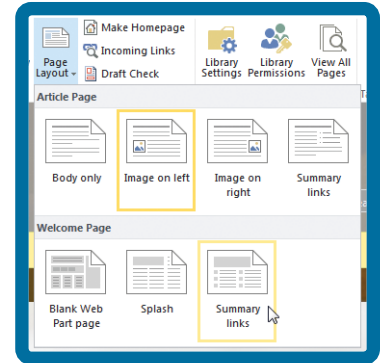 Make Homepage
Incoming Links
Draft Check
Page
Layout
Library
Settings
Library
Permissions
View All
Pages
Article Page
Body only
Image on left
Image on
right
Summary
links
Welcome Page
Blank Web
Part page
Splash
Summary
links